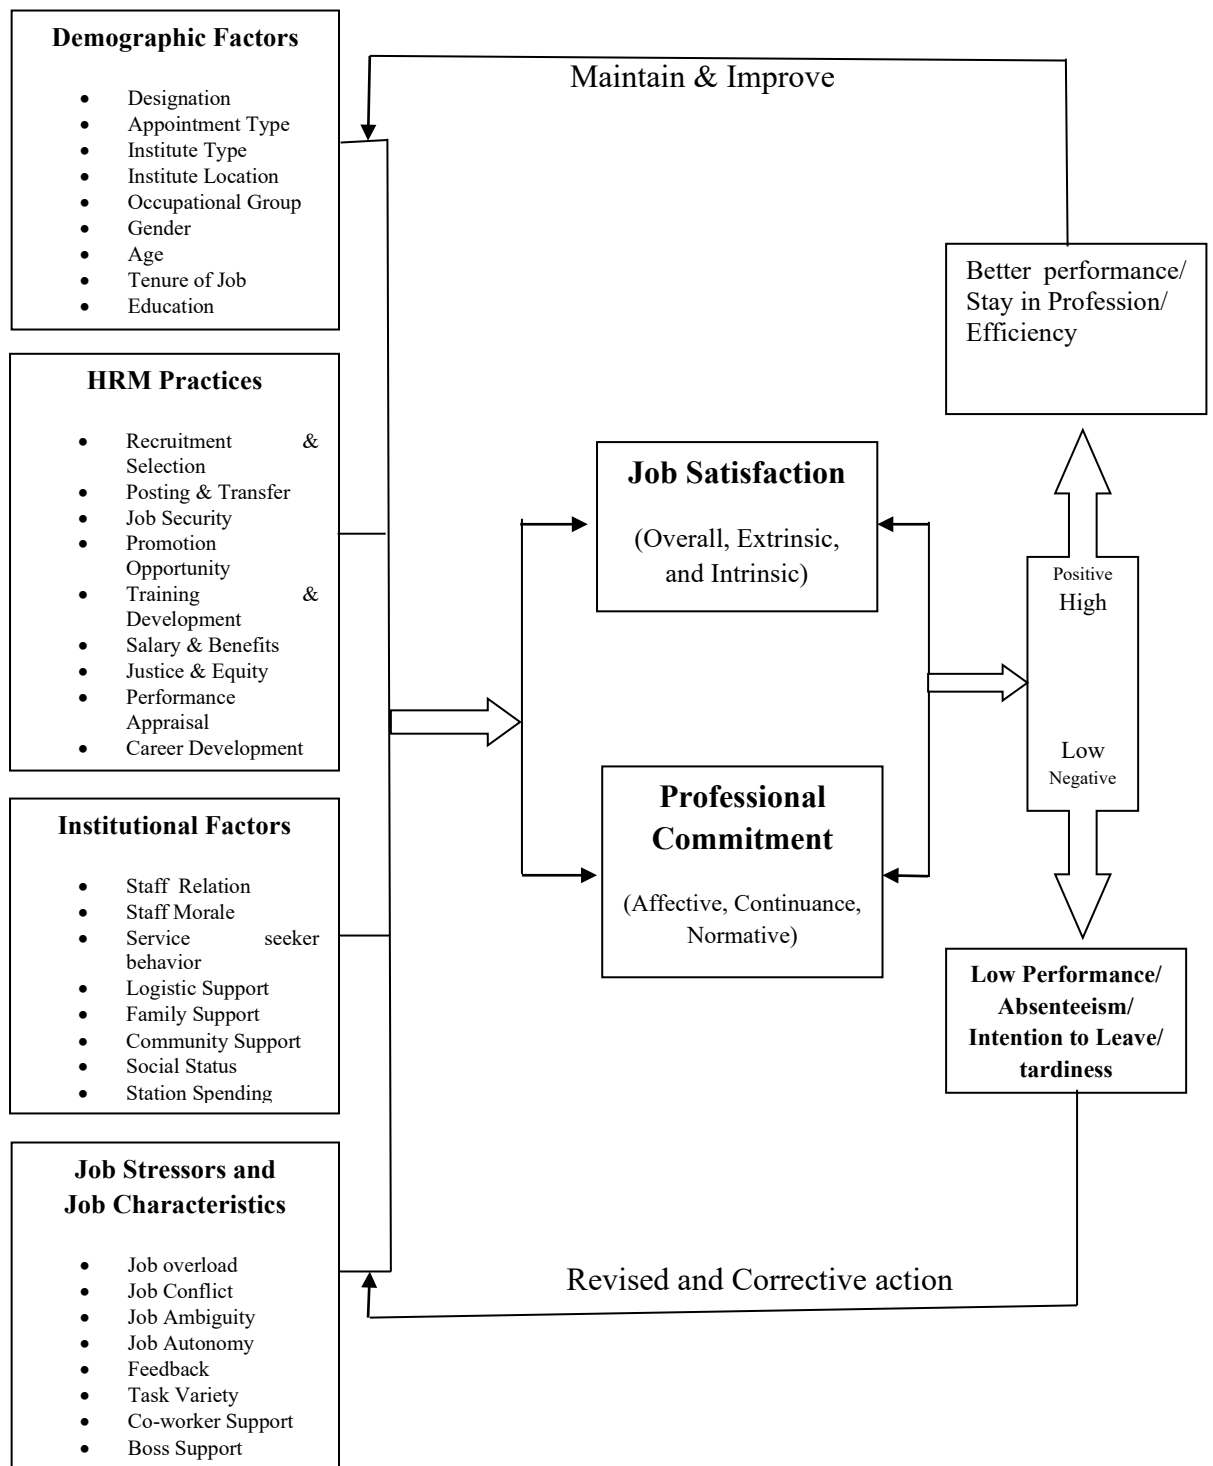 Demographic Factors
• Designation
• Appointment Type
• Institute Type
• Institute Location
• Occupational Group
• Gender
• Age
• Tenure of Job
• Education
HRM Practices
• Recruitment &
Selection
• Posting & Transfer
• Job Security
• Promotion
Opportunity
• Training &
Development
• Salary & Benefits
• Justice & Equity
• Performance
Appraisal
• Career Development
Institutional Factors
• Staff Relation
• Staff Morale
• Service seeker
behavior
• Logistic Support
• Family Support
• Community Support
• Social Status
• Station Spending
Job Stressors and
Job Characteristics
• Job overload
• Job Conflict
• Job Ambiguity
• Job Autonomy
• Feedback
• Task Variety
• Co-worker Support
• Boss Support
Maintain & Improve
Job Satisfaction
(Overall, Extrinsic,
and Intrinsic)
Professional
Commitment
(Affective, Continuance,
Normative)
Better performance/
Stay in Profession/
Efficiency
Positive
High
Low
Negative
Low Performance/
Absenteeism/
Intention to Leave/
tardiness
Revised and Corrective action